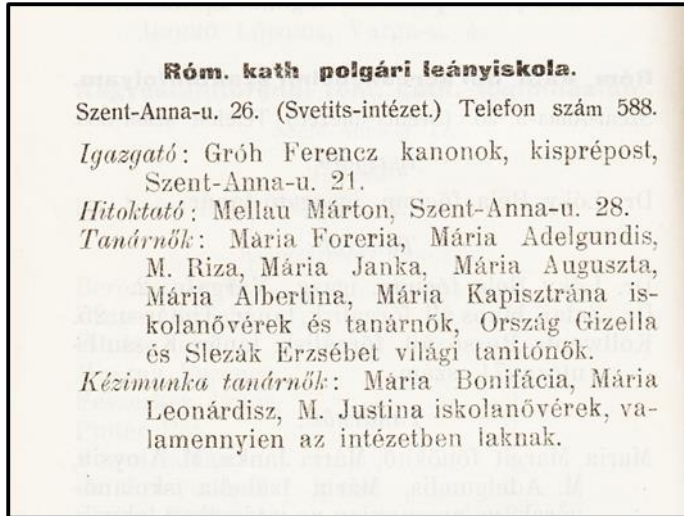 Róm. kath polgári leányiskola.
Szent-Anna-u. 26. (Svetits-intézet.) Telefon szám 588.
Igazgató: Gróh Ferencz kanonok, kisprépost,
Szent-Anna-u. 21.
Hitoktató: Mellau Márton, Szent-Anna-u. 28.
Tanárnők: Mária Foreria, Mária Adelgundis,
M. Riza, Mária Janka, Mária Auguszta,
Mária Albertina, Mária Kapisztrána is-
kolanővérek és tanárnők, Ország Gizella
és Slezák Erzsébet világi tanitónők.
Kézimunka tanárnők: Mária Bonifácia, Mária
Leonárdisz, M. Justina iskolanővérek, va-
lamennyien az intézetben laknak.